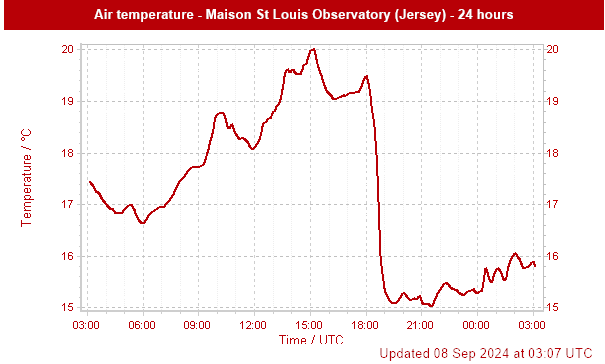 Air temperature - Maison St Louis Observatory (Jersey) - 24 hours
20 20
19 19
18 18
17 17
16 16
15 15
Temperature / °C
03:00 06:00 09:00 12:00 15:00 18:00 21:00 00:00 03:00
Time / UTC
Updated 08 Sep 2024 at 03:07 UTC